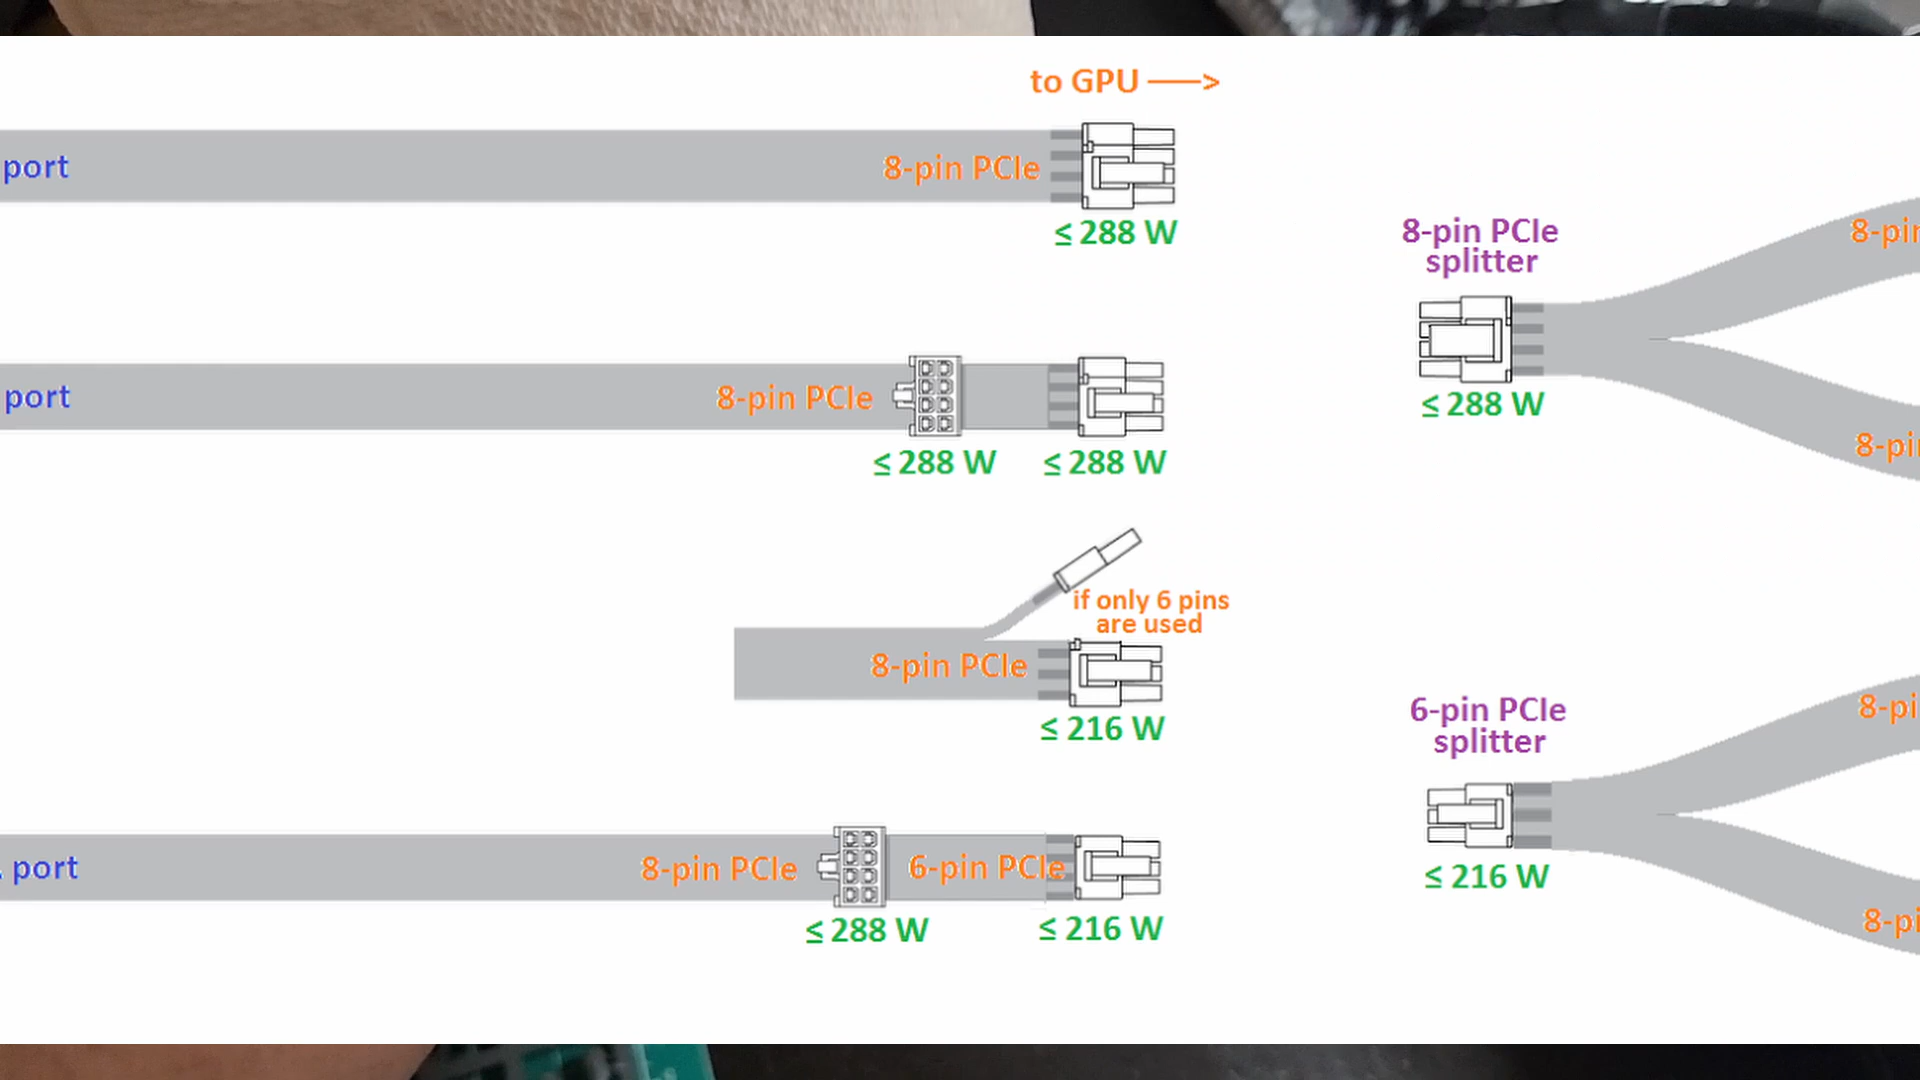 to GPU ——>
port
8-pin PCIe
≤ 288 W
8-pin PCIe
splitter
≤ 288 W
port
8-pin PCIe
≤ 288 W
≤ 288 W
if only 6 pins
are used
8-pin PCIe
≤ 216 W
6-pin PCIe
splitter
≤ 216 W
port
8-pin PCIe
6-pin PCIe
≤ 288 W
≤ 216 W